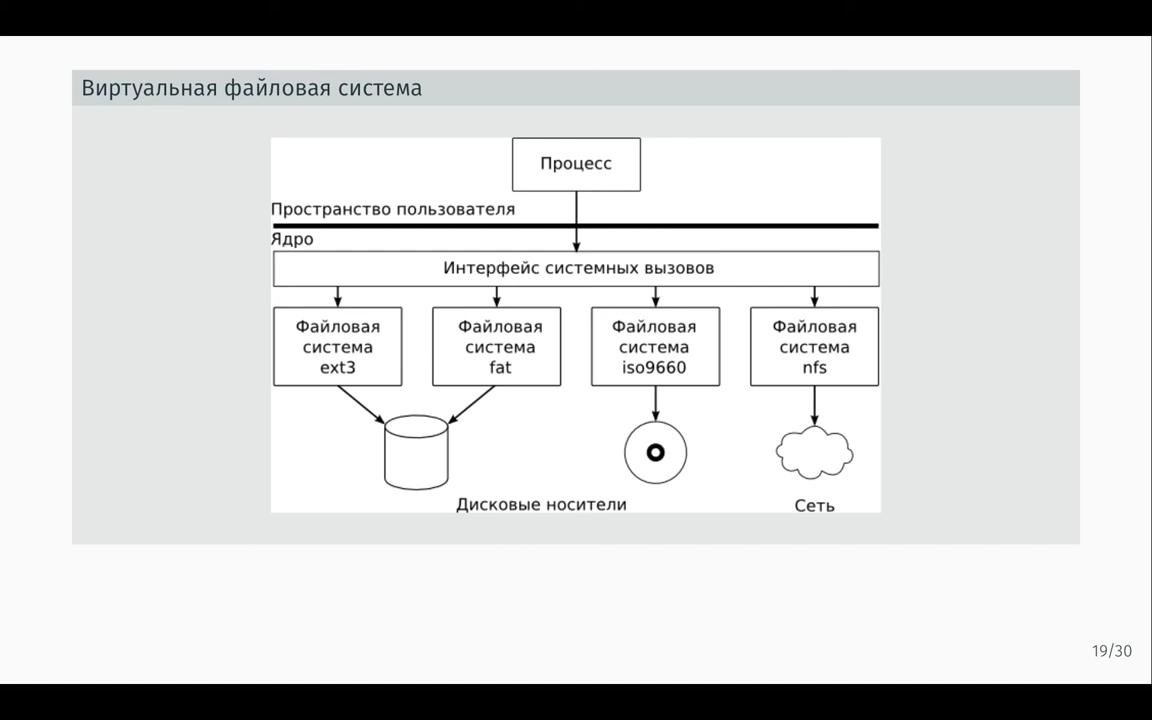 Виртуальная файловая система
Процесс
Пространство пользователя
Ядро
Интерфейс системных вызовов
Файловая
система
ext3
Файловая
система
fat
Файловая
система
iso9660
Файловая
система
nfs
Дисковые носители
Сеть
19/30